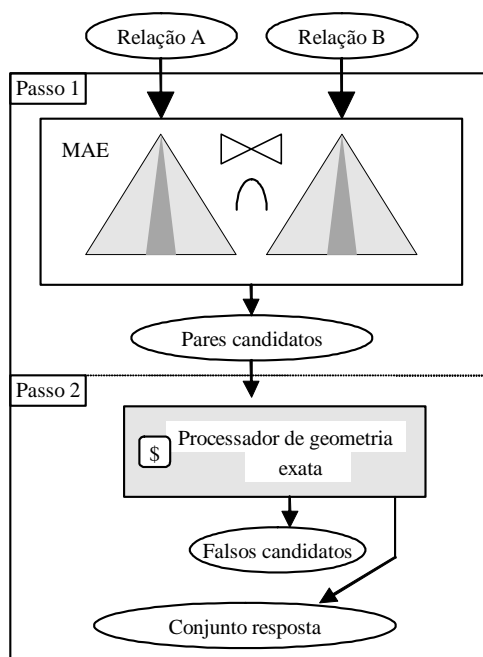 Relação A
Relação B
Passo 1
MAE
Pares candidatos
Passo 2
$
Processador de geometria
exata
Falsos candidatos
Conjunto resposta